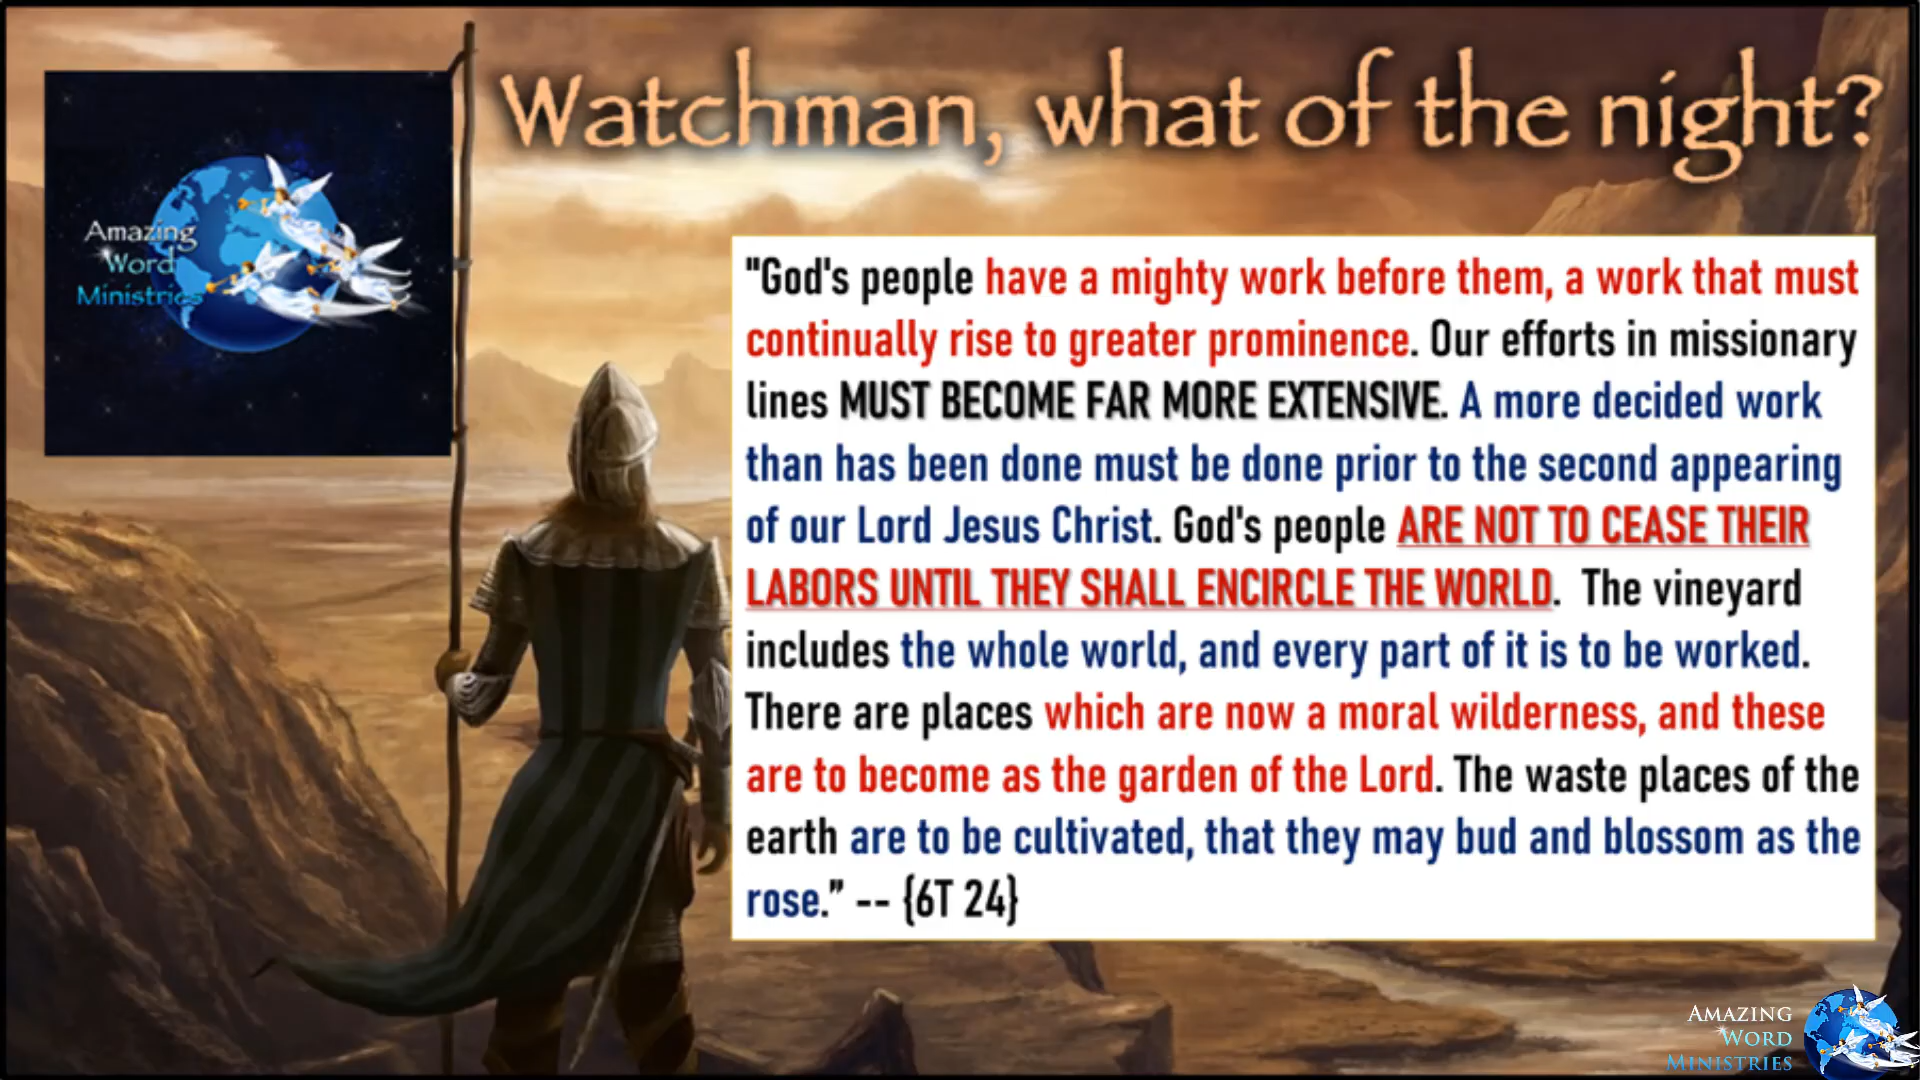 Watchman, what of the night?
Amazing
Word
Ministries
"God's people have a mighty work before them, a work that must
continually rise to greater prominence. Our efforts in missionary
lines MUST BECOME FAR MORE EXTENSIVE. A more decided work
than has been done must be done prior to the second appearing
of our Lord Jesus Christ. God's people ARE NOT TO CEASE THEIR
LABORS UNTIL THEY SHALL ENCIRCLE THE WORLD.  The vineyard
includes the whole world, and every part of it is to be worked.
There are places which are now a moral wilderness, and these
are to become as the garden of the Lord. The waste places of the
earth are to be cultivated, that they may bud and blossom as the
rose.” -- {6T 24}
AMAZING
WORD
MINISTRIES